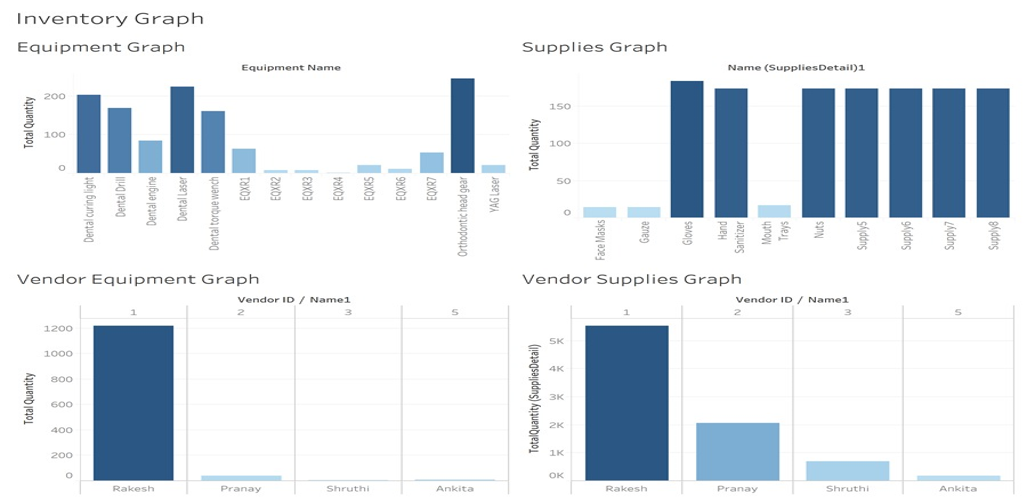 Inventory Graph
Equipment Graph
Equipment Name
Total Quantity
200
100
0
Dental curing light
Dental Drill
Dental engine
Dental Laser
Dental torque wench
EQXR1
EQXR2
EQXR3
EQXR4
EQXR5
EQXR6
EQXR7
Orthodontic head gear
YAG Laser
Supplies Graph
Name (SuppliesDetail)1
Total Quantity
150
100
50
0
Face Masks
Gauze
Gloves
Hand
Sanitizer
Mouth
Trays
Nuts
Supply5
Supply6
Supply7
Supply8
Vendor Equipment Graph
Vendor ID / Name1
1 2 3 5
Total Quantity
1200
1000
800
600
400
200
0
Rakesh Pranay Shruthi Ankita
Vendor Supplies Graph
Vendor ID / Name1
1 2 3 5
TotalQuantity (SuppliesDetail)
5K
4K
3K
2K
1K
0K
Rakesh Pranay Shruthi Ankita